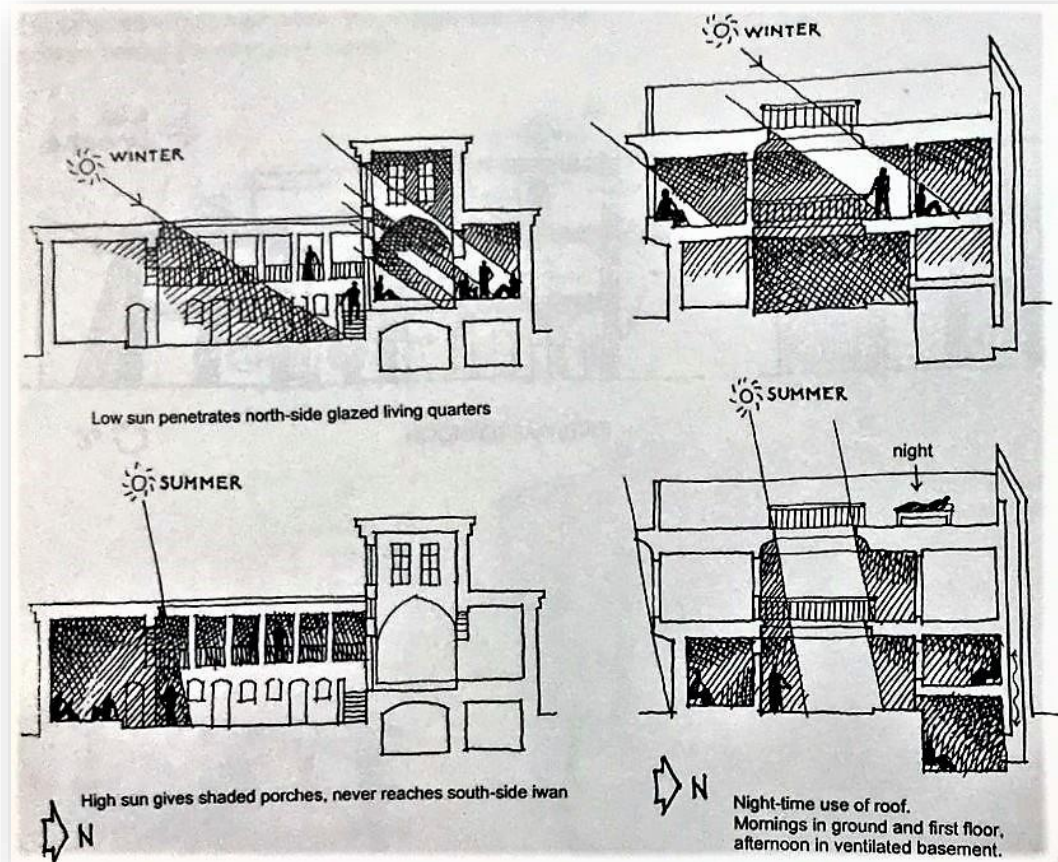 WINTER
WINTER
Low sun penetrates north-side glazed living quarters
SUMMER
SUMMER
night
High sun gives shaded porches, never reaches south-side iwan
N
N
Night-time use of roof.
Mornings in ground and first floor,
afternoon in ventilated basement.